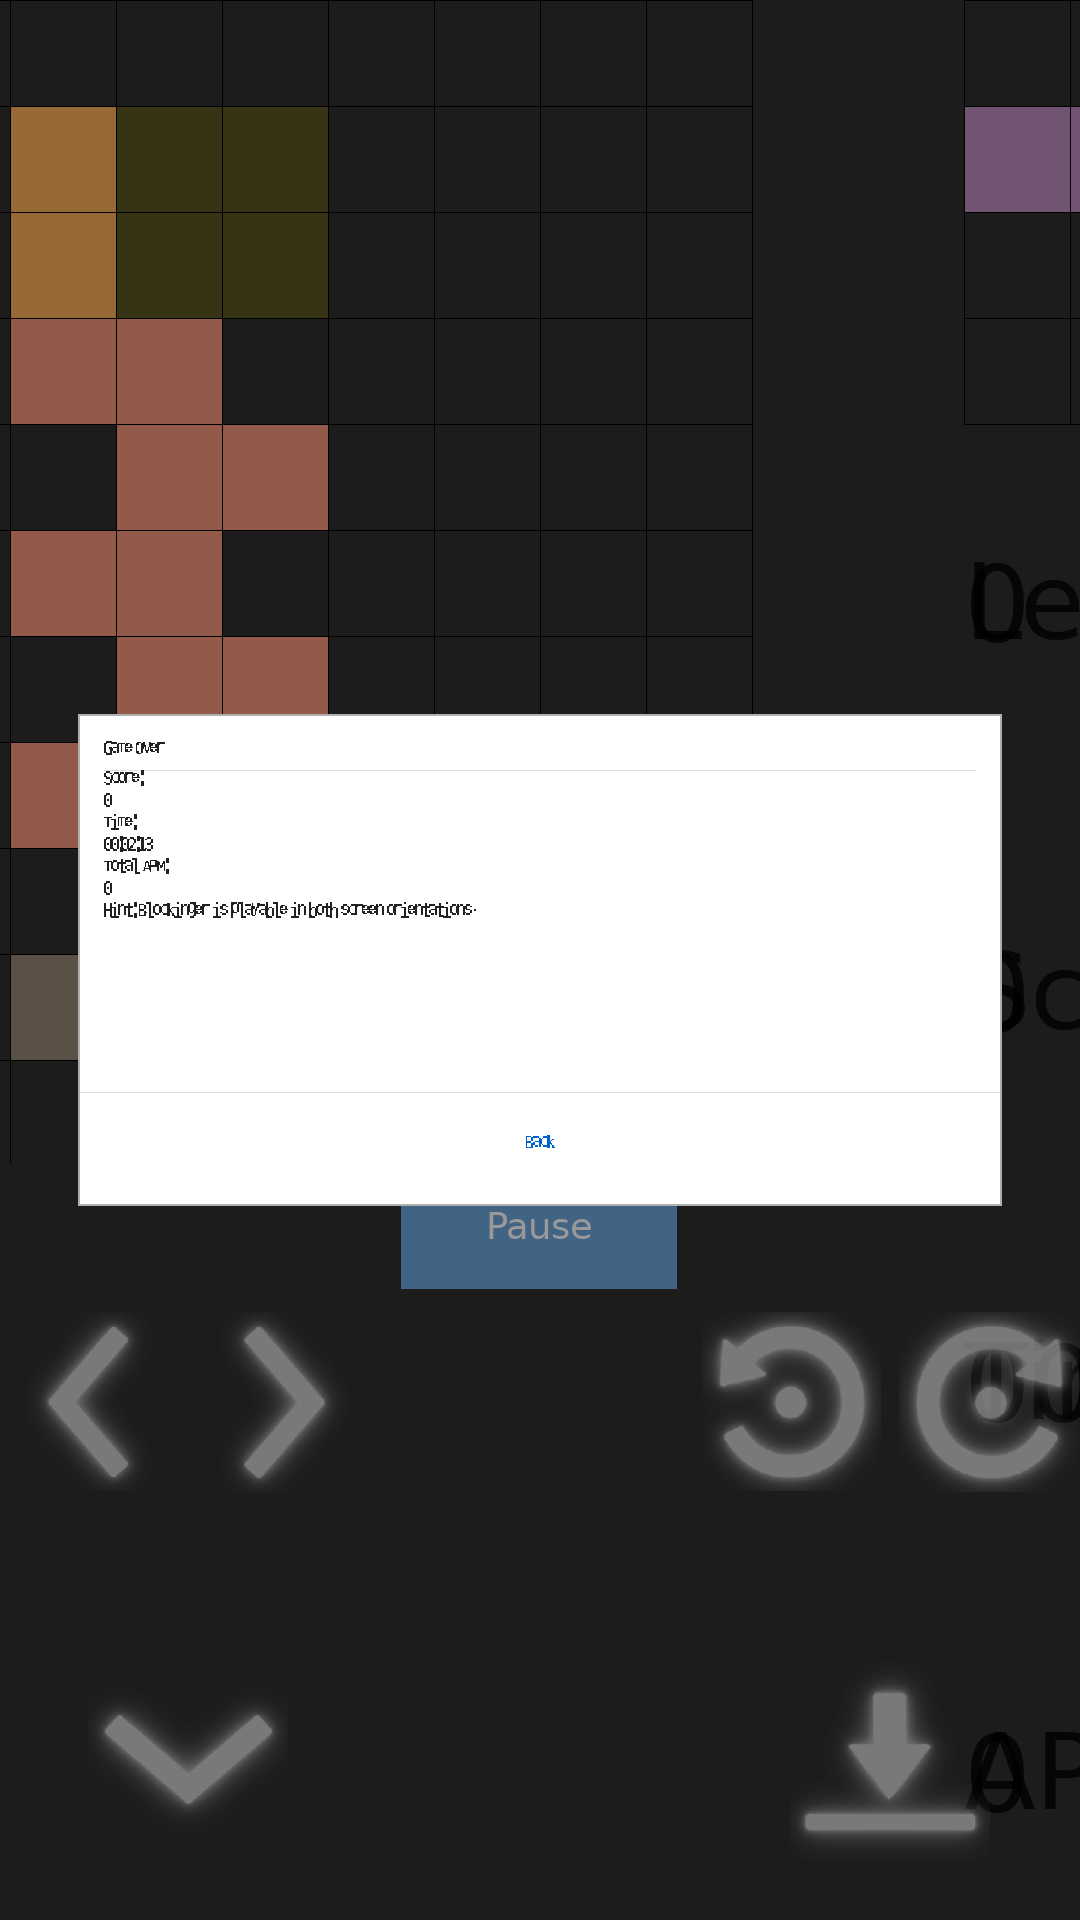 Game over
Score:
0
Time:
00:02:13
Total APM:
0
Hint: Blockinger is playable in both screen orientations.
Back
Pause